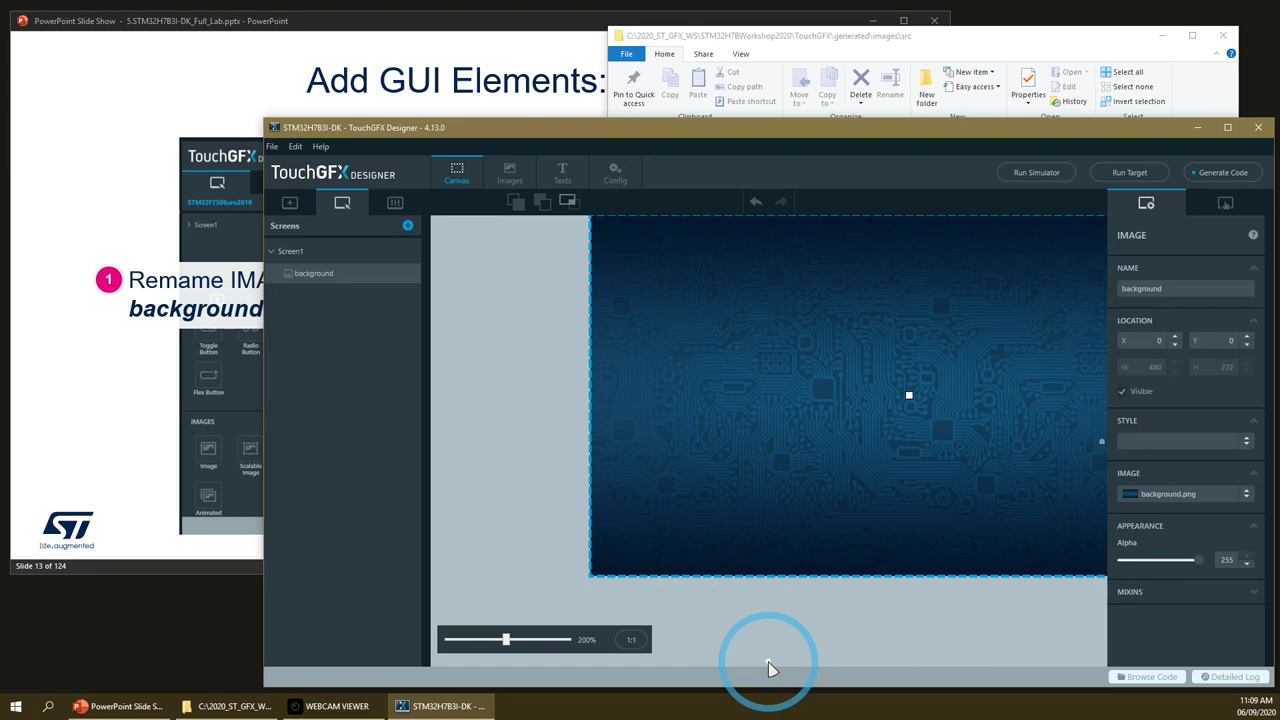 PowerPoint Slide Show - 5.STM32H7B3I-DK_Full_Lab.pptx - PowerPoint
Add GUI Elements:
TouchGFX DE
STM32F750Euro2019
Screen1
1 Remame IMA
background
Toggle Button
Radio Button
Flex Button
IMAGES
Image
Scalable Image
Animated
ST
life.augmented
Slide 13 of 124
C:\2020_ST_GFX_WS\STM32H7BWorkshop2020\TouchGFX\generated\images\src
File Home Share View
Pin to Quick access
Copy
Paste
Cut
Copy path
Paste shortcut
Move to
Copy to
Delete
Rename
New folder
New item
Easy access
Properties
Open
Edit
History
Select all
Select none
Invert selection
Clipboard
Organize
New
Open
Select
STM32H7B3I-DK - TouchGFX Designer - 4.13.0
File Edit Help
TouchGFX DESIGNER
Canvas
Images
Texts
Config
Run Simulator
Run Target
Generate Code
Screens
Screen1
background
IMAGE
NAME
background
LOCATION
X 0 Y 0
W 480 H 272
Visible
STYLE
IMAGE
background.png
APPEARANCE
Alpha
255
MIXINS
200% 1:1
Browse Code
Detailed Log
PowerPoint Slide S...
C:\2020_ST_GFX_W...
WEBCAM VIEWER
STM32H7B3I-DK - ...
11:09 AM
06/09/2020